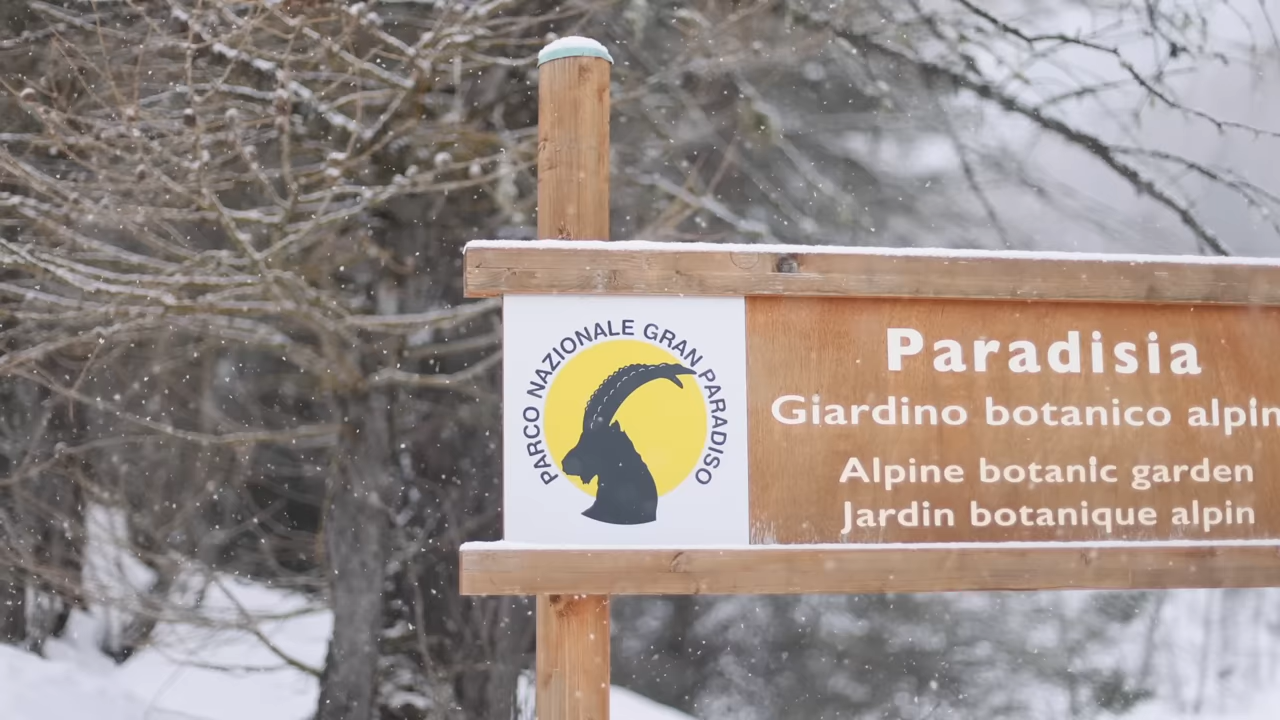 PARCO NAZIONALE GRAN PARADISO
Paradisia
Giardino botanico alpin
Alpine botanic garden
Jardin botanique alpin